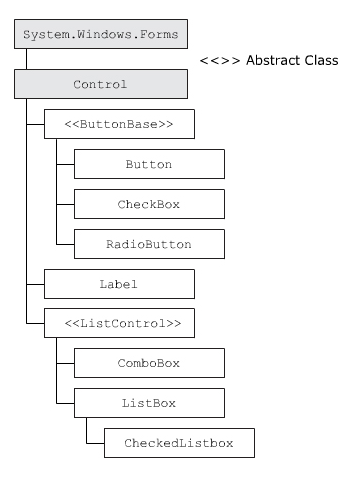 System.Windows.Forms
<<>> Abstract Class
Control
<<ButtonBase>>
Button
CheckBox
RadioButton
Label
<<ListControl>>
ComboBox
ListBox
CheckedListbox